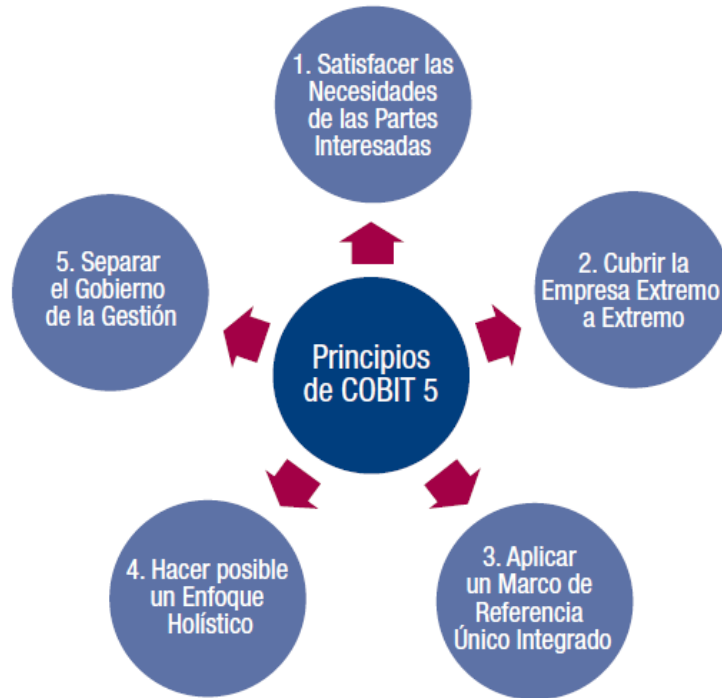 1. Satisfacer las
Necesidades
de las Partes
Interesadas
2. Cubrir la
Empresa Extremo
a Extremo
3. Aplicar
un Marco de
Referencia
Único Integrado
4. Hacer posible
un Enfoque
Holístico
5. Separar
el Gobierno
de la Gestión
Principios
de COBIT 5